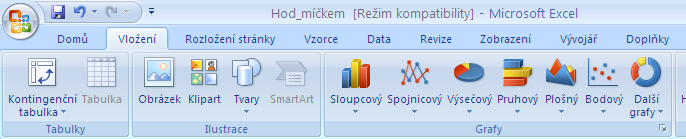 Hod_míčkem [Režim kompatibility] - Microsoft Excel
Domů Vložení Rozložení stránky Vzorce Data Revize Zobrazení Vývojář Doplňky
Kontingenční tabulka Tabulka Obrázek Klipart Tvary SmartArt Sloupcový Spojnicový Výsečový Pruhový Plošný Bodový Další grafy
Tabulky Ilustrace Grafy